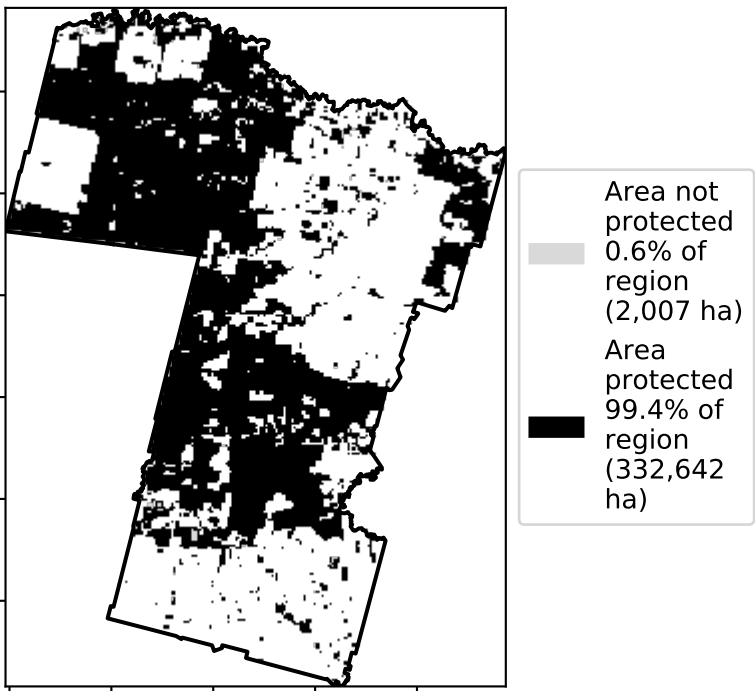 Area not
protected
0.6% of
region
(2,007 ha)
Area
protected
99.4% of
region
(332,642
ha)